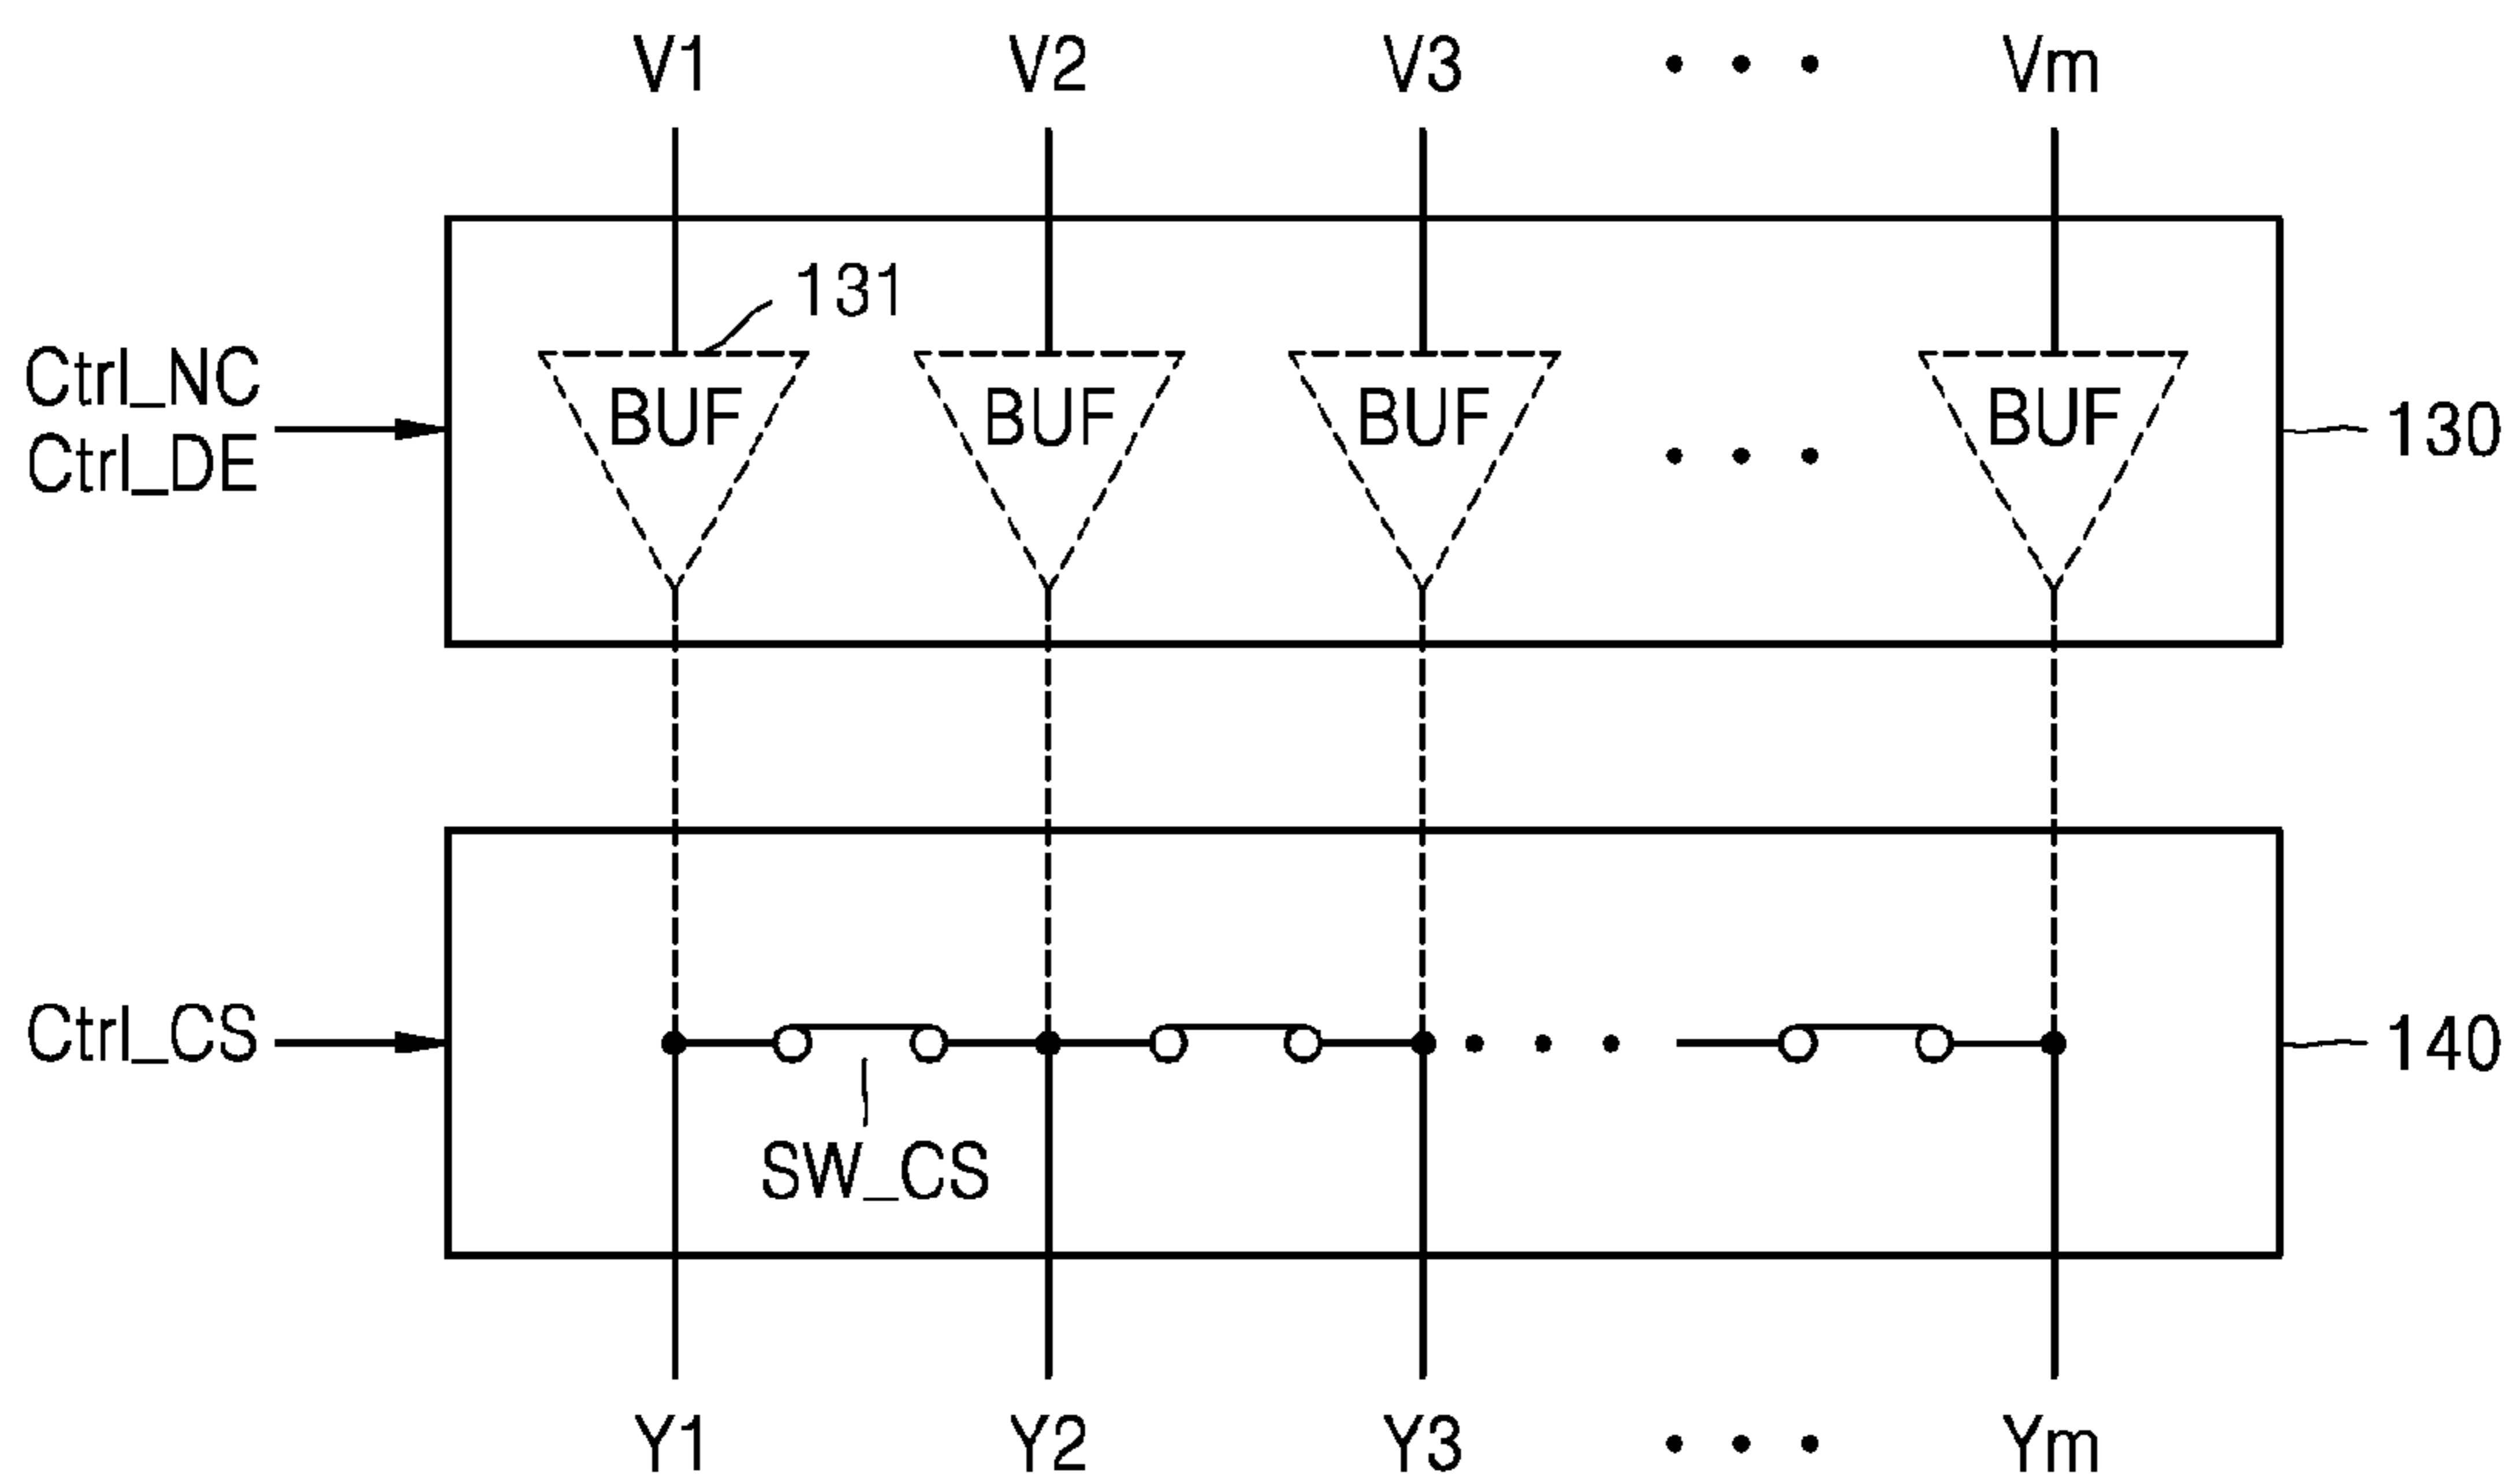 V1 V2 V3 • • • Vm
131
Ctrl_NC
Ctrl_DE
BUF BUF BUF • • • BUF
130
Ctrl_CS
• • •
140
SW_CS
Y1 Y2 Y3 • • • Ym